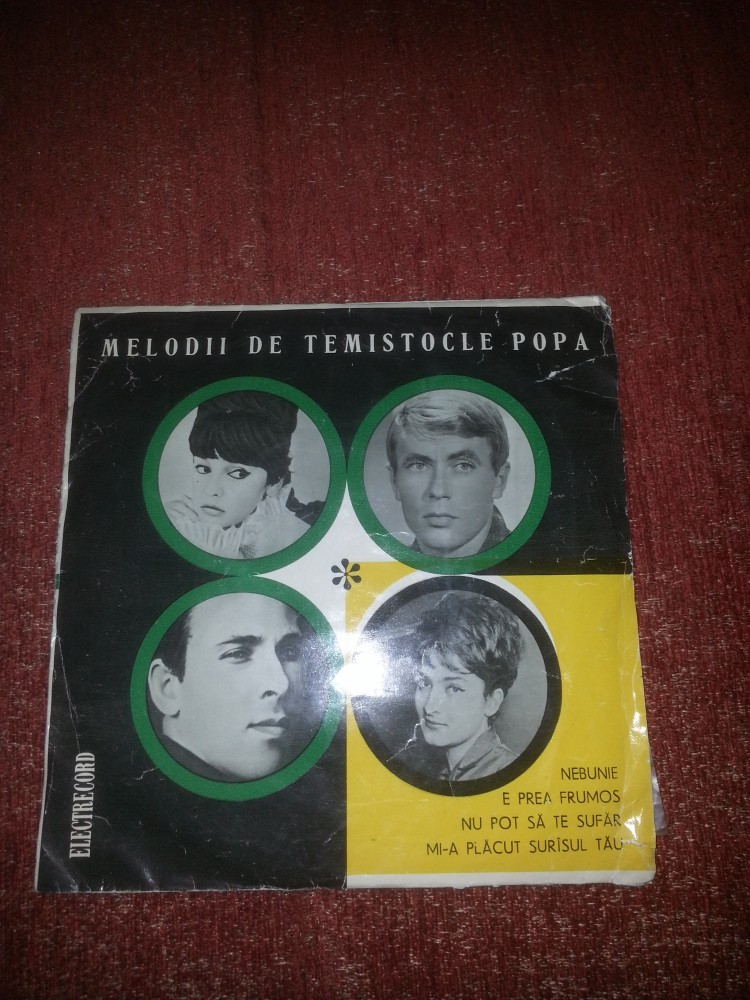 MELODII DE TEMISTOCLE POPA
ELECTRECORD
NEBUNIE
E PREA FRUMOS
NU POT SĂ TE SUFĂR
MI-A PLĂCUT SURÎSUL TĂU